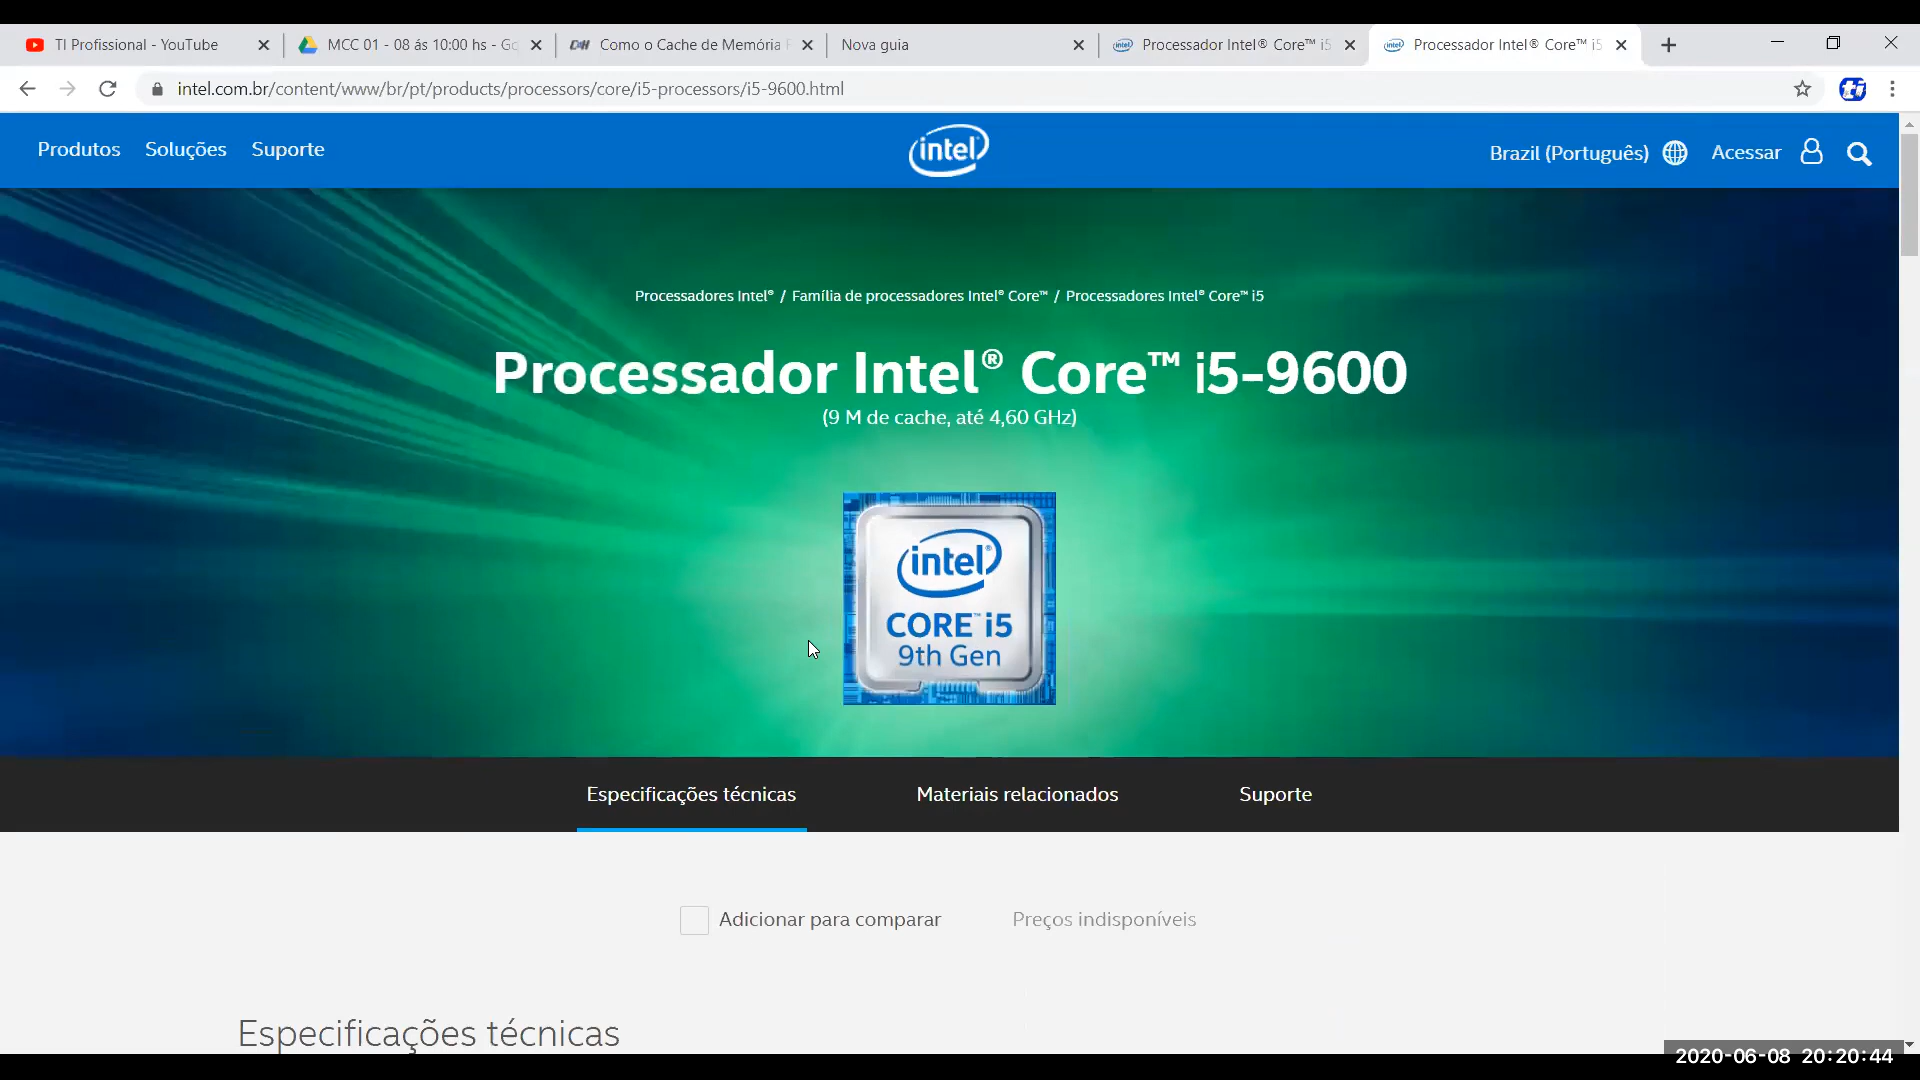 TI Profissional - YouTube
MCC 01 - 08 ás 10:00 hs - Go
Como o Cache de Memória F
Nova guia
Processador Intel® Core™ i5
Processador Intel® Core™ i5
intel.com.br/content/www/br/pt/products/processors/core/i5-processors/i5-9600.html
ti
Produtos
Soluções
Suporte
intel
Brazil (Português)
Acessar
Processadores Intel® / Família de processadores Intel® Core™ / Processadores Intel® Core™ i5
Processador Intel® Core™ i5-9600
(9 M de cache, até 4,60 GHz)
intel®
CORE™ i5
9th Gen
Especificações técnicas
Materiais relacionados
Suporte
Adicionar para comparar
Preços indisponíveis
Especificações técnicas
2020-06-08 20:20:44